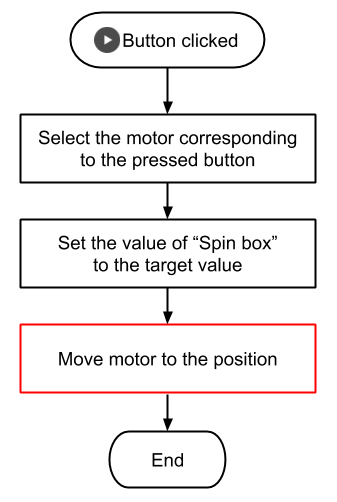 Button clicked
Select the motor corresponding
to the pressed button
Set the value of “Spin box”
to the target value
Move motor to the position
End